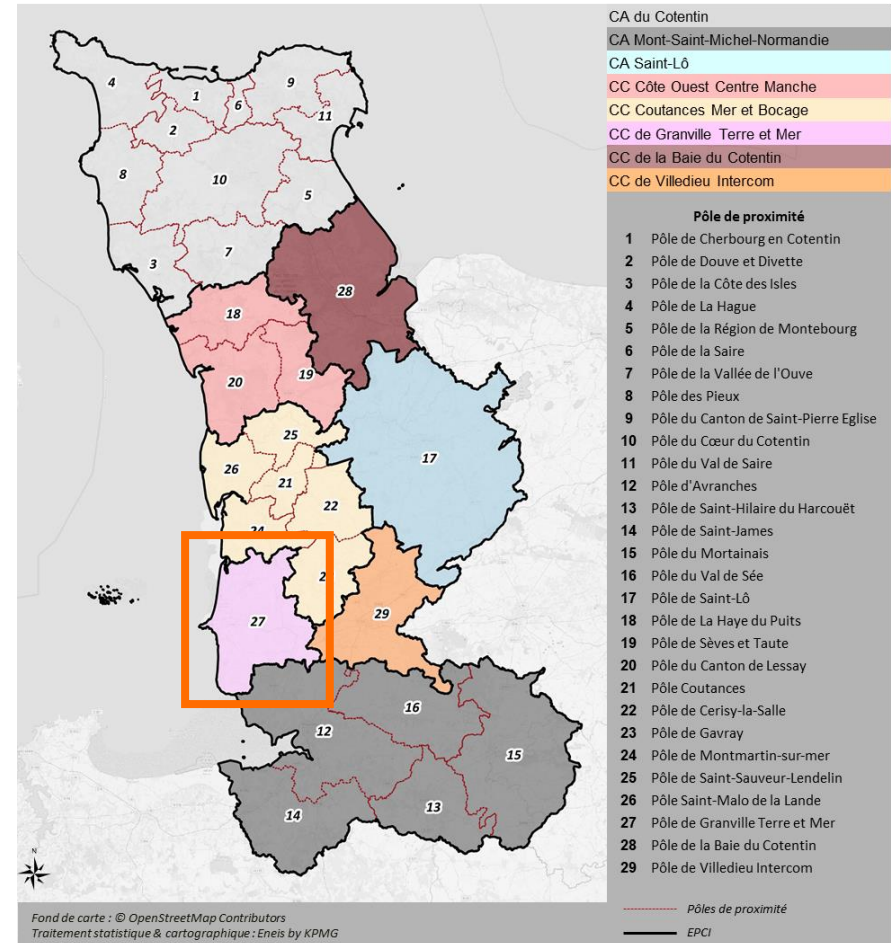 CA du Cotentin
CA Mont-Saint-Michel-Normandie
CA Saint-Lô
CC Côte Ouest Centre Manche
CC Coutances Mer et Bocage
CC de Granville Terre et Mer
CC de la Baie du Cotentin
CC de Villedieu Intercom
Pôle de proximité
1 Pôle de Cherbourg en Cotentin
2 Pôle de Douve et Divette
3 Pôle de la Côte des Isles
4 Pôle de La Hague
5 Pôle de la Région de Montebourg
6 Pôle de la Saire
7 Pôle de la Vallée de l'Ouve
8 Pôle des Pieux
9 Pôle du Canton de Saint-Pierre Eglise
10 Pôle du Cœur du Cotentin
11 Pôle du Val de Saire
12 Pôle d'Avranches
13 Pôle de Saint-Hilaire du Harcouët
14 Pôle de Saint-James
15 Pôle du Mortainais
16 Pôle du Val de Sée
17 Pôle de Saint-Lô
18 Pôle de La Haye du Puits
19 Pôle de Sèves et Taute
20 Pôle du Canton de Lessay
21 Pôle Coutances
22 Pôle de Cerisy-la-Salle
23 Pôle de Gavray
24 Pôle de Montmartin-sur-mer
25 Pôle de Saint-Sauveur-Lendelin
26 Pôle Saint-Malo de la Lande
27 Pôle de Granville Terre et Mer
28 Pôle de la Baie du Cotentin
29 Pôle de Villedieu Intercom
Pôles de proximité
EPCI
4
1
9
6
11
2
8
10
5
7
3
28
18
20
19
25
17
26
21
22
24
2
29
27
16
12
15
14
13
N
Fond de carte : © OpenStreetMap Contributors
Traitement statistique & cartographique : Eneis by KPMG